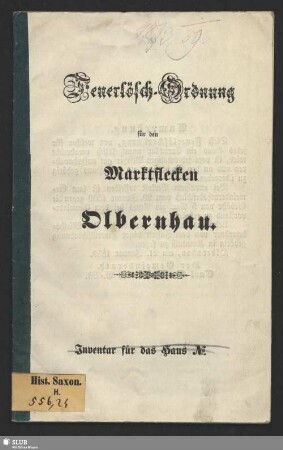 Feuerlösch-Ordnung
für den
Marktflecken
Olbernhau.
Inventar für das Haus №
Hist. Saxon.
H.
556,24
SLUB